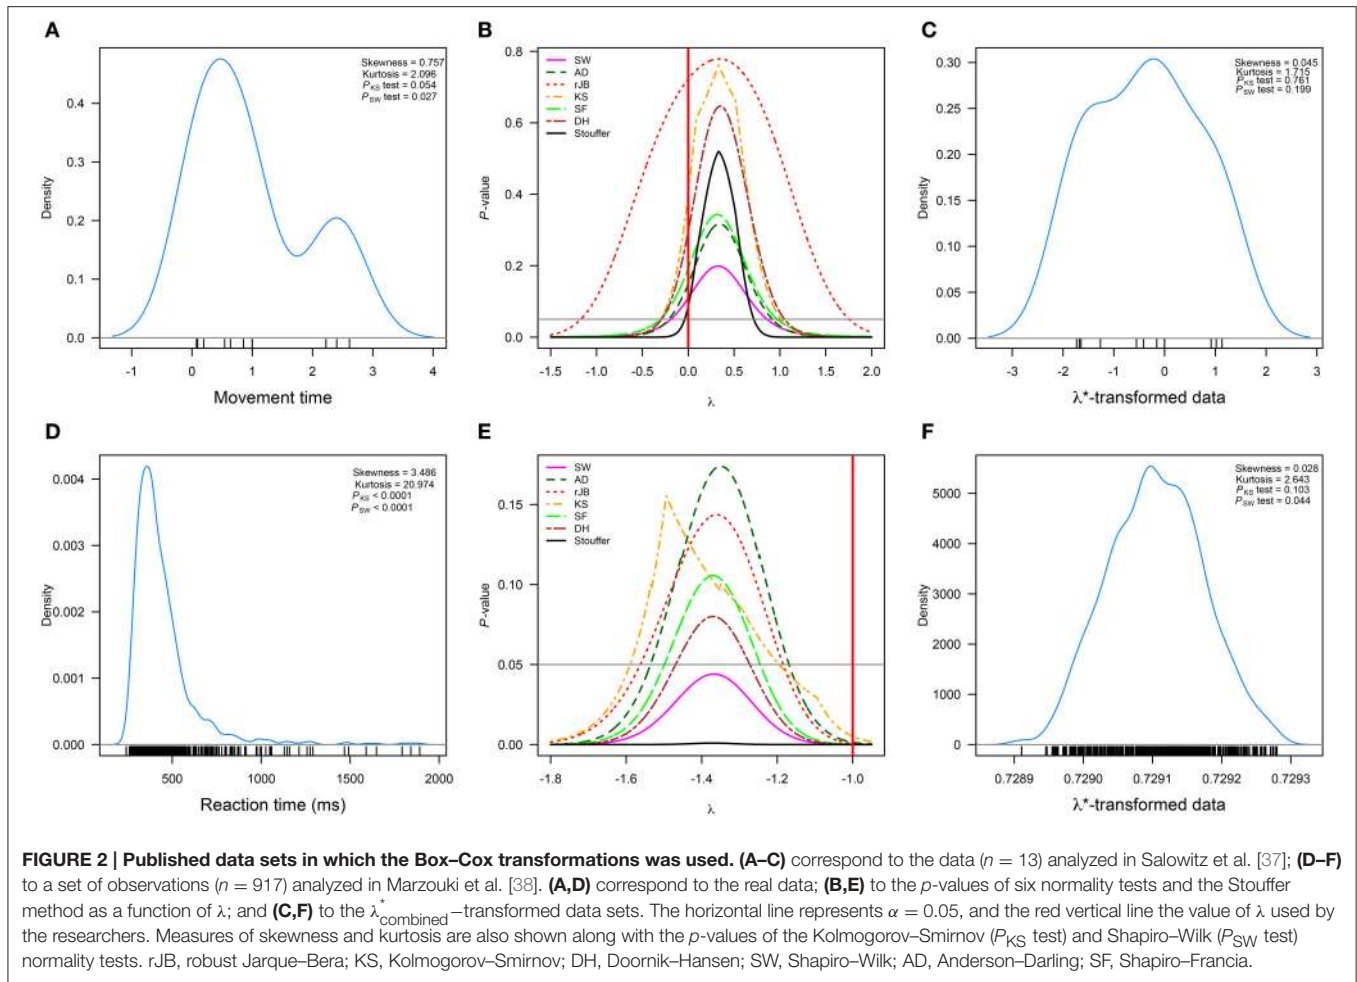 A
Skewness = 0.757
Kurtosis = 2.096
PKS test = 0.054
PSW test = 0.027
Density
0.4
0.3
0.2
0.1
0.0
-1 0 1 2 3 4
Movement time
B
SW
AD
rJB
KS
SF
DH
Stouffer
P-value
0.8
0.6
0.4
0.2
0.0
-1.5 -1.0 -0.5 0.0 0.5 1.0 1.5 2.0
λ
C
Skewness = 0.045
Kurtosis = 1.715
PKS test = 0.761
PSW test = 0.199
Density
0.30
0.25
0.20
0.15
0.10
0.05
0.00
-3 -2 -1 0 1 2 3
λ*-transformed data
D
Skewness = 3.486
Kurtosis = 20.974
PKS < 0.0001
PSW < 0.0001
Density
0.004
0.003
0.002
0.001
0.000
500 1000 1500 2000
Reaction time (ms)
E
SW
AD
rJB
KS
SF
DH
Stouffer
P-value
0.15
0.10
0.05
0.00
-1.8 -1.6 -1.4 -1.2 -1.0
λ
F
Skewness = 0.028
Kurtosis = 2.643
PKS test = 0.103
PSW test = 0.044
Density
5000
4000
3000
2000
1000
0
0.7289 0.7290 0.7291 0.7292 0.7293
λ*-transformed data
FIGURE 2 | Published data sets in which the Box–Cox transformations was used. (A–C) correspond to the data (n = 13) analyzed in Salowitz et al. [37]; (D–F)
to a set of observations (n = 917) analyzed in Marzouki et al. [38]. (A,D) correspond to the real data; (B,E) to the p-values of six normality tests and the Stouffer
method as a function of λ; and (C,F) to the λ*combined–transformed data sets. The horizontal line represents α = 0.05, and the red vertical line the value of λ used by
the researchers. Measures of skewness and kurtosis are also shown along with the p-values of the Kolmogorov–Smirnov (PKS test) and Shapiro–Wilk (PSW test)
normality tests. rJB, robust Jarque–Bera; KS, Kolmogorov–Smirnov; DH, Doornik–Hansen; SW, Shapiro–Wilk; AD, Anderson–Darling; SF, Shapiro–Francia.